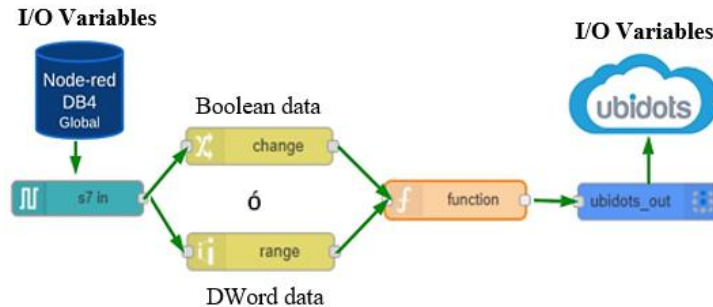 I/O Variables
Node-red
DB4
Global
s7 in
Boolean data
change
ó
range
DWord data
function
I/O Variables
ubidots
ubidots_out